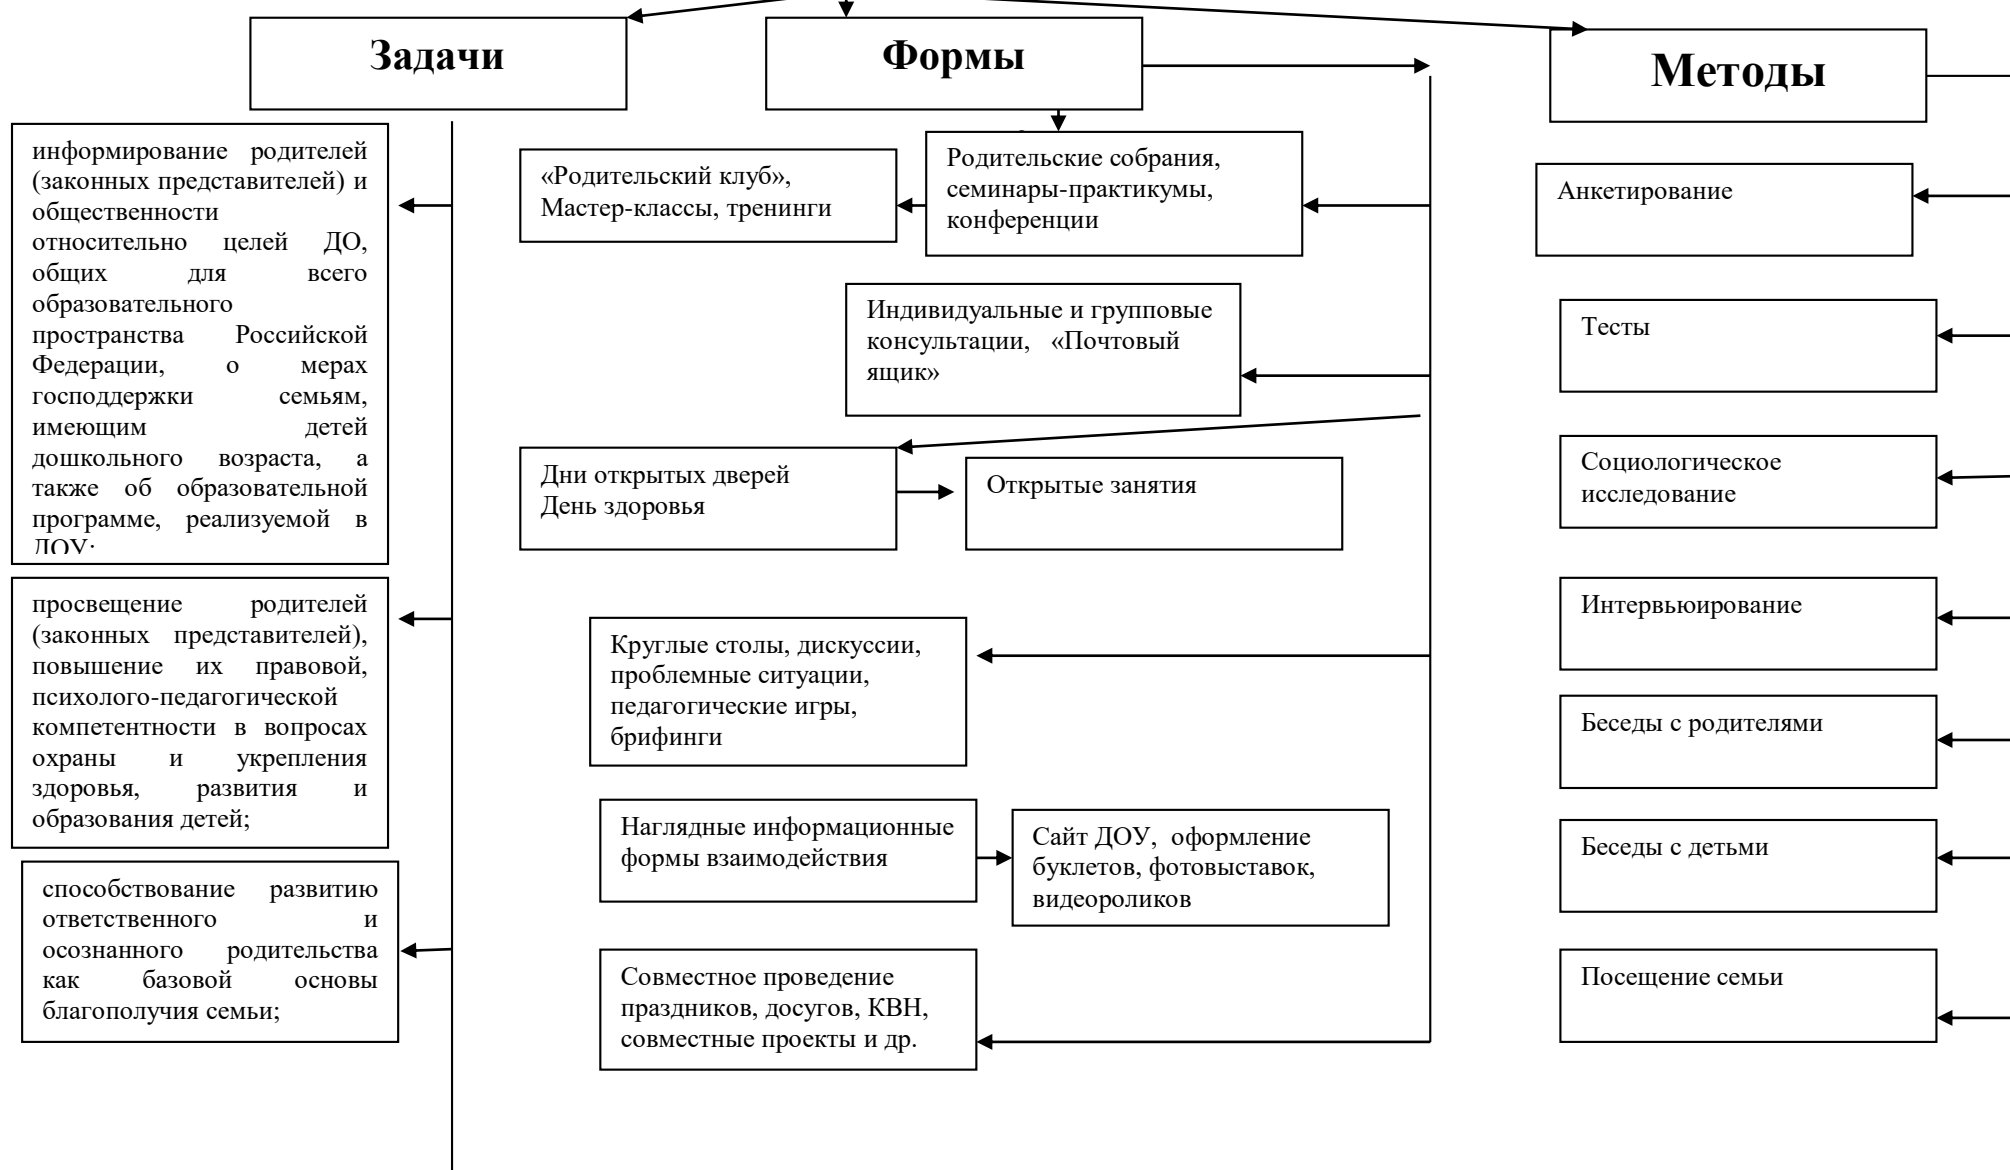 Задачи
Формы
Методы
информирование родителей
(законных представителей) и
общественности
относительно целей ДО,
общих для всего
образовательного
пространства Российской
Федерации, о мерах
господдержки семьям,
имеющим детей
дошкольного возраста, а
также об образовательной
программе, реализуемой в
ДОУ;
просвещение родителей
(законных представителей),
повышение их правовой,
психолого-педагогической
компетентности в вопросах
охраны и укрепления
здоровья, развития и
образования детей;
способствование развитию
ответственного и
осознанного родительства
как базовой основы
благополучия семьи;
«Родительский клуб»,
Мастер-классы, тренинги
Родительские собрания,
семинары-практикумы,
конференции
Индивидуальные и групповые
консультации, «Почтовый
ящик»
Дни открытых дверей
День здоровья
Открытые занятия
Круглые столы, дискуссии,
проблемные ситуации,
педагогические игры,
брифинги
Наглядные информационные
формы взаимодействия
Сайт ДОУ, оформление
буклетов, фотовыставок,
видеороликов
Совместное проведение
праздников, досугов, КВН,
совместные проекты и др.
Анкетирование
Тесты
Социологическое
исследование
Интервьюирование
Беседы с родителями
Беседы с детьми
Посещение семьи